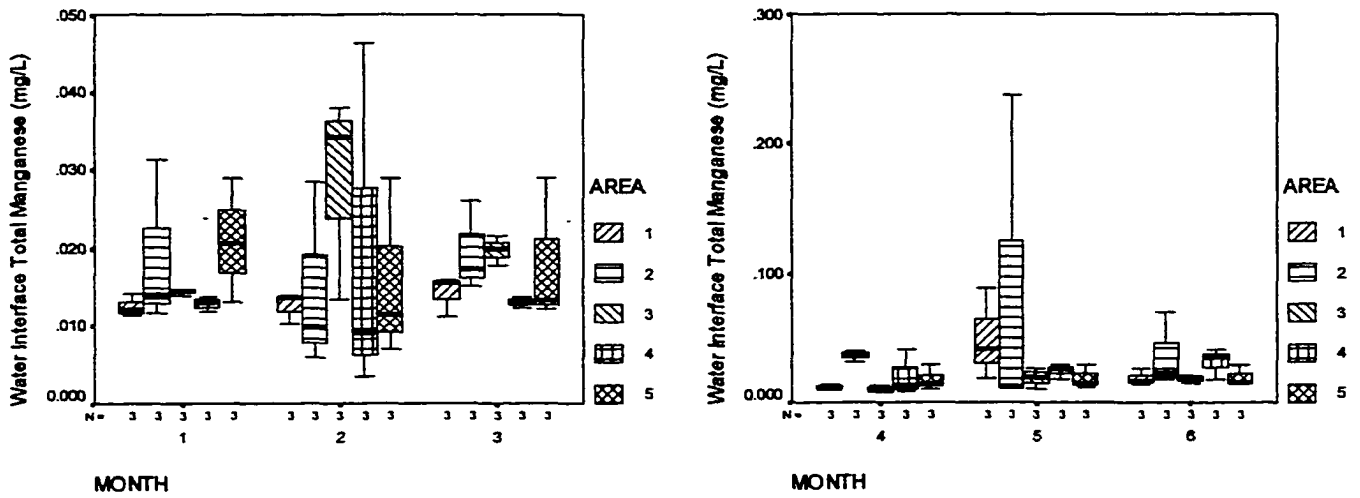 Water Interface Total Manganese (mg/L)
.050
.040
.030
.020
.010
0.000
N = 3 3 3 3 3 3 3 3 3 3 3 3 3 3 3
1 2 3
MONTH
AREA
1
2
3
4
5
Water Interface Total Manganese (mg/L)
.300
.200
.100
0.000
N = 3 3 3 3 3 3 3 3 3 3 3 3 3 3 3
4 5 6
MONTH
AREA
1
2
3
4
5